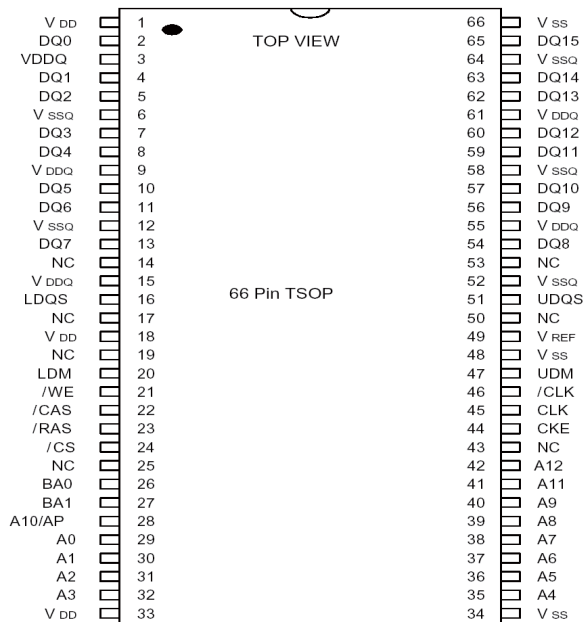 V DD 1 66 V SS
DQ0 2 TOP VIEW 65 DQ15
VDDQ 3 64 V SSQ
DQ1 4 63 DQ14
DQ2 5 62 DQ13
V SSQ 6 61 V DDQ
DQ3 7 60 DQ12
DQ4 8 59 DQ11
V DDQ 9 58 V SSQ
DQ5 10 57 DQ10
DQ6 11 56 DQ9
V SSQ 12 55 V DDQ
DQ7 13 54 DQ8
NC 14 53 NC
V DDQ 15 52 V SSQ
LDQS 16 66 Pin TSOP 51 UDQS
NC 17 50 NC
V DD 18 49 V REF
NC 19 48 V SS
LDM 20 47 UDM
/WE 21 46 /CLK
/CAS 22 45 CLK
/RAS 23 44 CKE
/CS 24 43 NC
NC 25 42 A12
BA0 26 41 A11
BA1 27 40 A9
A10/AP 28 39 A8
A0 29 38 A7
A1 30 37 A6
A2 31 36 A5
A3 32 35 A4
V DD 33 34 V SS